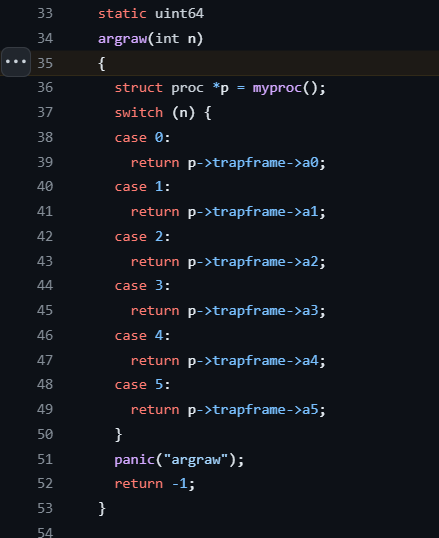 33 static uint64
34 argraw(int n)
35 {
36 struct proc *p = myproc();
37 switch (n) {
38 case 0:
39 return p->trapframe->a0;
40 case 1:
41 return p->trapframe->a1;
42 case 2:
43 return p->trapframe->a2;
44 case 3:
45 return p->trapframe->a3;
46 case 4:
47 return p->trapframe->a4;
48 case 5:
49 return p->trapframe->a5;
50 }
51 panic("argraw");
52 return -1;
53 }
54